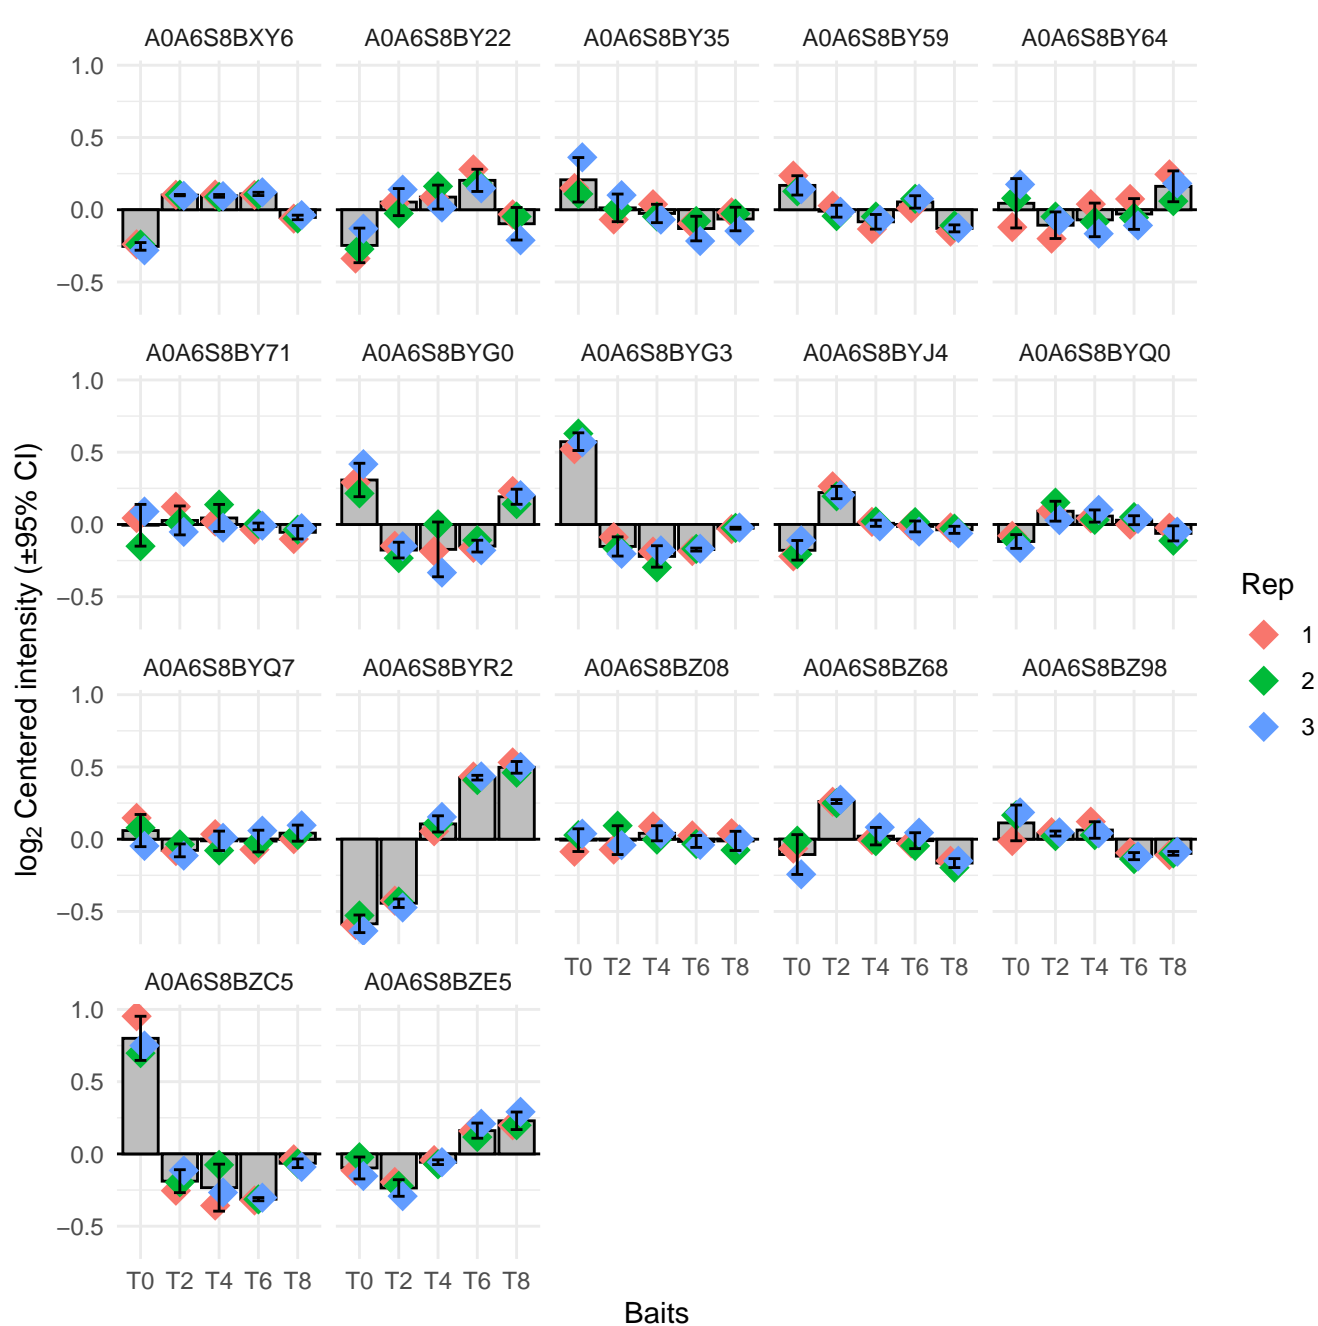 A0A6S8BXY6 A0A6S8BY22 A0A6S8BY35 A0A6S8BY59 A0A6S8BY64
1.0
0.5
0.0
−0.5
A0A6S8BY71 A0A6S8BYG0 A0A6S8BYG3 A0A6S8BYJ4 A0A6S8BYQ0
1.0
0.5
0.0
−0.5
A0A6S8BYQ7 A0A6S8BYR2 A0A6S8BZ08 A0A6S8BZ68 A0A6S8BZ98
1.0
0.5
0.0
−0.5
T0 T2 T4 T6 T8 T0 T2 T4 T6 T8 T0 T2 T4 T6 T8
A0A6S8BZC5 A0A6S8BZE5
1.0
0.5
0.0
−0.5
T0 T2 T4 T6 T8 T0 T2 T4 T6 T8
Baits
log₂ Centered intensity (±95% CI)
Rep
1
2
3